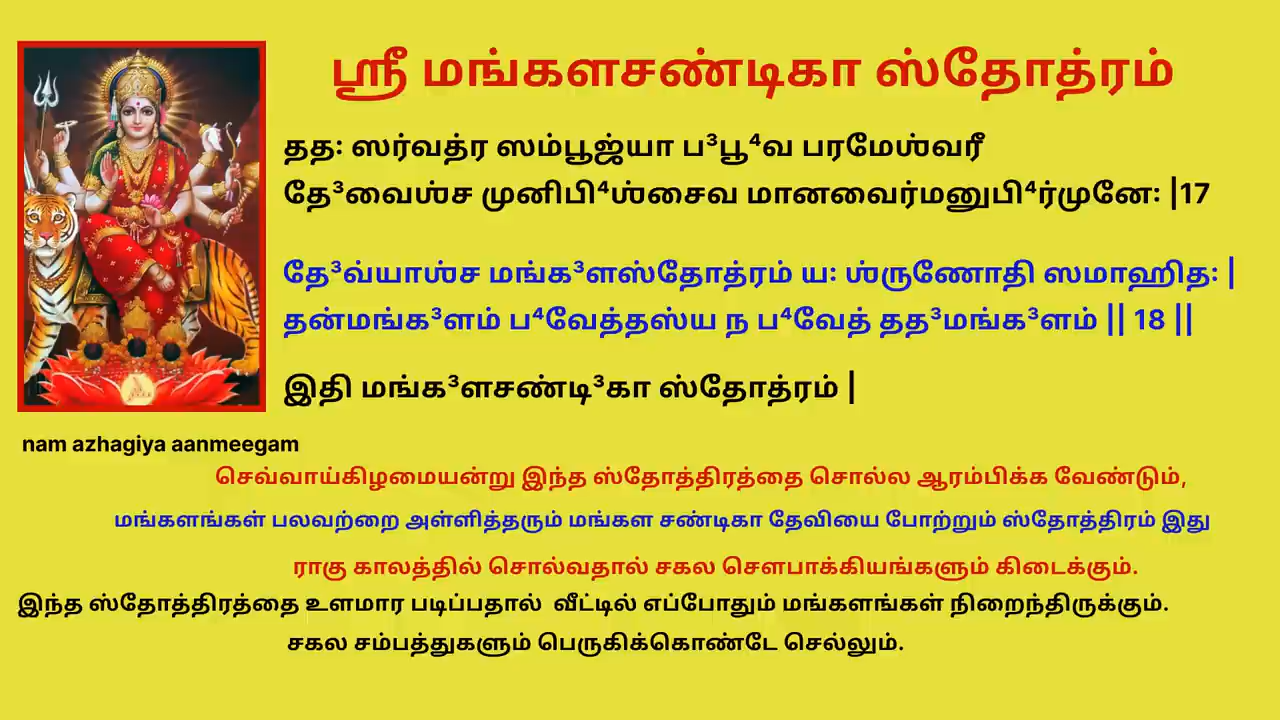 ஸ்ரீ மங்களசண்டிகா ஸ்தோத்ரம்
தத: ஸர்வத்ர ஸம்பூஜ்யா ப³பூ⁴வ பரமேஶ்வரீ
தே³வைஶ்ச முனிபி⁴ஶ்சைவ மானவைர்மனுபி⁴ர்முனே: |17
தே³வ்யாஶ்ச மங்க³ளஸ்தோத்ரம் ய: ஶ்ருணோதி ஸமாஹித: |
தன்மங்க³ளம் ப⁴வேத்தஸ்ய ந ப⁴வேத் தத³மங்க³ளம் || 18 ||
இதி மங்க³ளசண்டி³கா ஸ்தோத்ரம் |
nam azhagiya aanmeegam
செவ்வாய்கிழமையன்று இந்த ஸ்தோத்திரத்தை சொல்ல ஆரம்பிக்க வேண்டும்,
மங்களங்கள் பலவற்றை அள்ளித்தரும் மங்கள சண்டிகா தேவியை போற்றும் ஸ்தோத்திரம் இது
ராகு காலத்தில் சொல்வதால் சகல சௌபாக்கியங்களும் கிடைக்கும்.
இந்த ஸ்தோத்திரத்தை உளமார படிப்பதால் வீட்டில் எப்போதும் மங்களங்கள் நிறைந்திருக்கும்.
சகல சம்பத்துகளும் பெருகிக்கொண்டே செல்லும்.